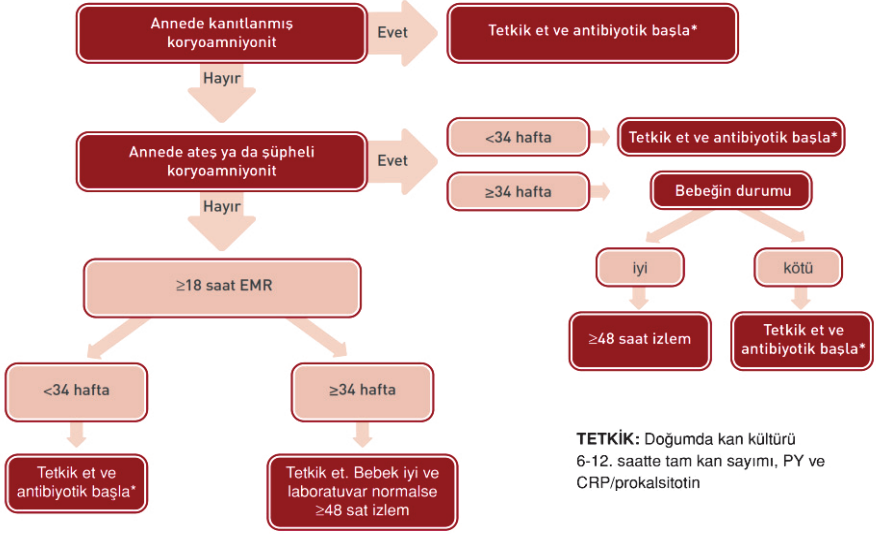 Annede kanıtlanmış
koryoamniyonit
Evet
Tetkik et ve antibiyotik başla*
Hayır
Annede ateş ya da şüpheli
koryoamniyonit
Evet
<34 hafta
Tetkik et ve antibiyotik başla*
≥34 hafta
Bebeğin durumu
Hayır
iyi
kötü
≥18 saat EMR
≥48 saat izlem
Tetkik et ve
antibiyotik başla*
<34 hafta
≥34 hafta
Tetkik et ve
antibiyotik başla*
Tetkik et. Bebek iyi ve
laboratuvar normalse
≥48 sat izlem
TETKİK: Doğumda kan kültürü
6-12. saatte tam kan sayımı, PY ve
CRP/prokalsitotin